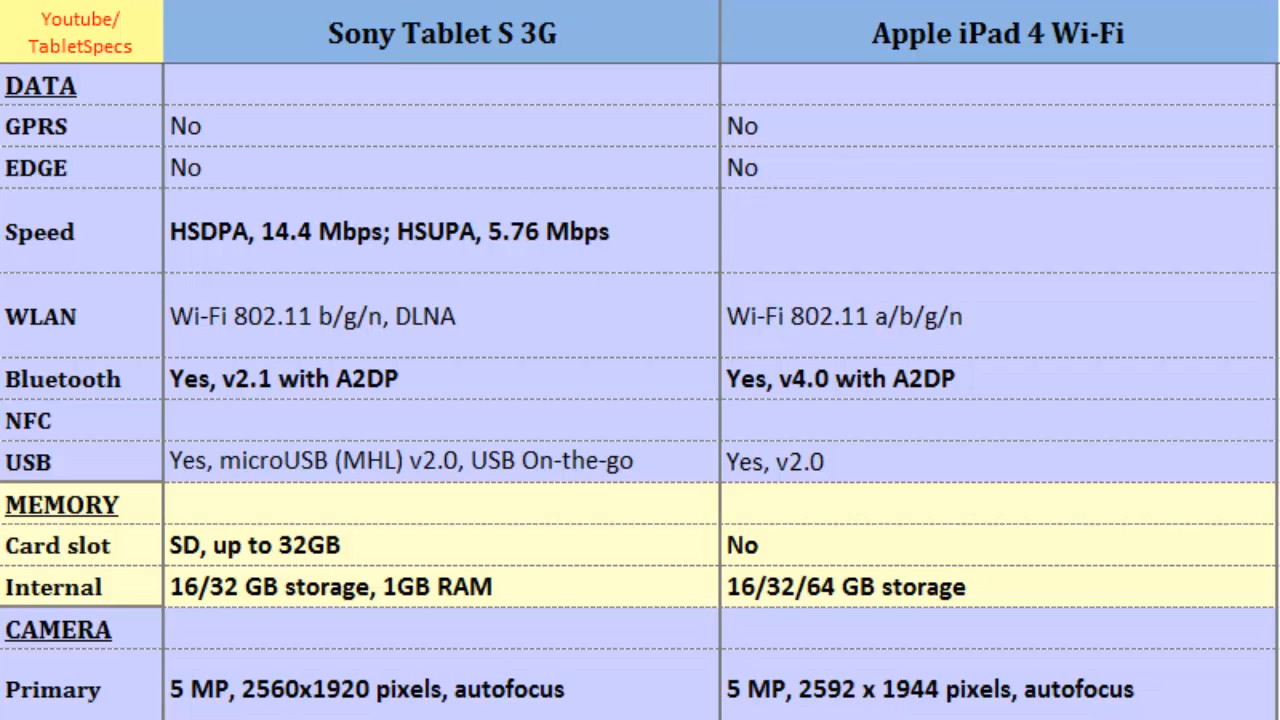 Youtube/
TabletSpecs
Sony Tablet S 3G
Apple iPad 4 Wi-Fi
DATA
GPRS No No
EDGE No No
Speed HSDPA, 14.4 Mbps; HSUPA, 5.76 Mbps
WLAN Wi-Fi 802.11 b/g/n, DLNA Wi-Fi 802.11 a/b/g/n
Bluetooth Yes, v2.1 with A2DP Yes, v4.0 with A2DP
NFC
USB Yes, microUSB (MHL) v2.0, USB On-the-go Yes, v2.0
MEMORY
Card slot SD, up to 32GB No
Internal 16/32 GB storage, 1GB RAM 16/32/64 GB storage
CAMERA
Primary 5 MP, 2560x1920 pixels, autofocus 5 MP, 2592 x 1944 pixels, autofocus